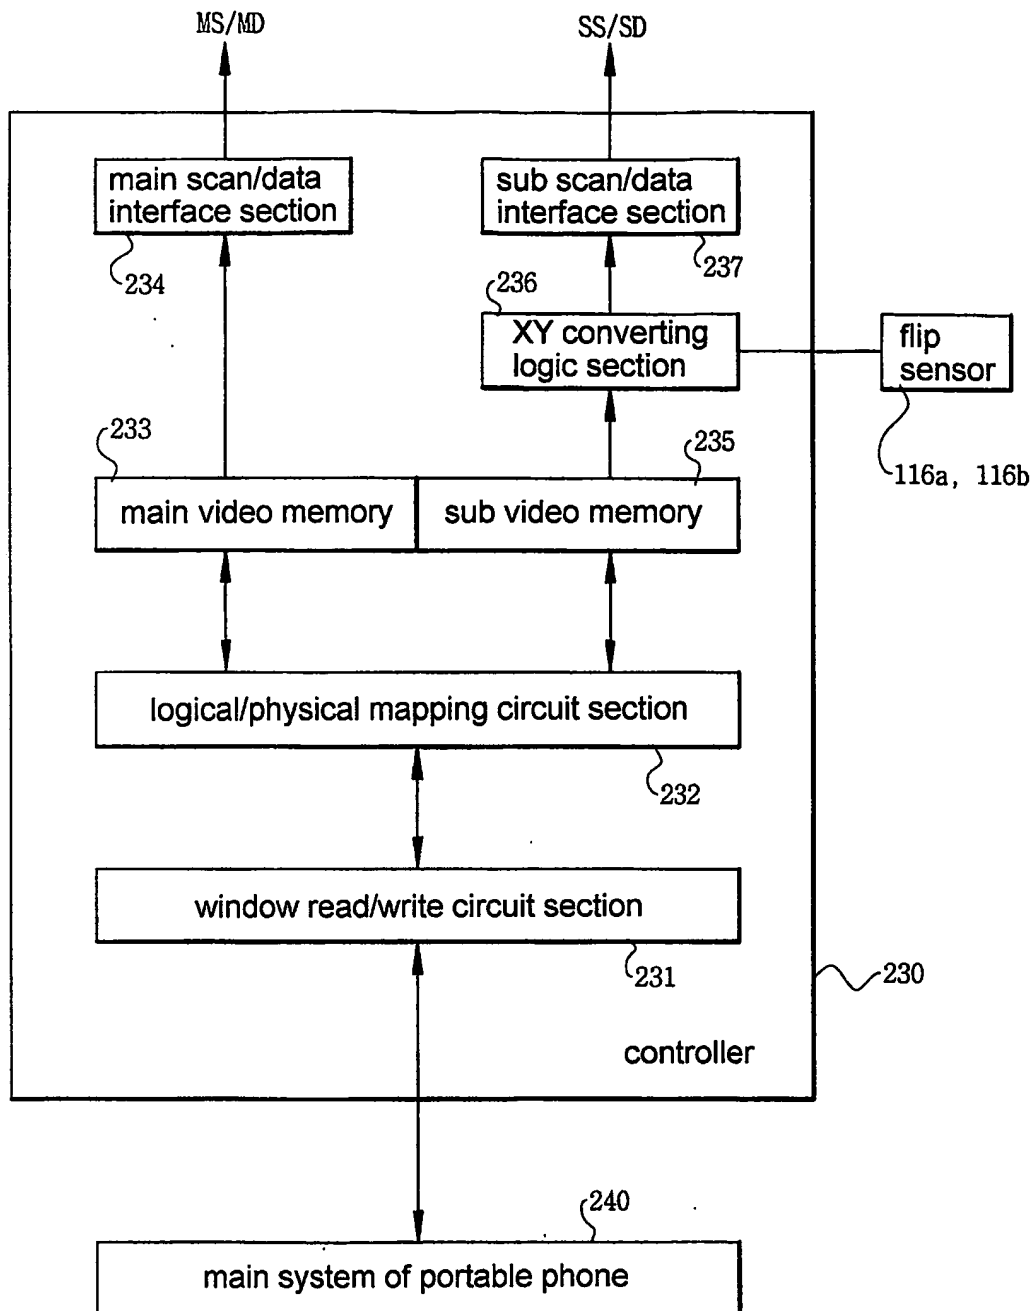 MS/MD
SS/SD
main scan/data
interface section
234
sub scan/data
interface section
237
236
XY converting
logic section
flip
sensor
116a, 116b
233
main video memory
235
sub video memory
logical/physical mapping circuit section
232
window read/write circuit section
231
230
controller
240
main system of portable phone